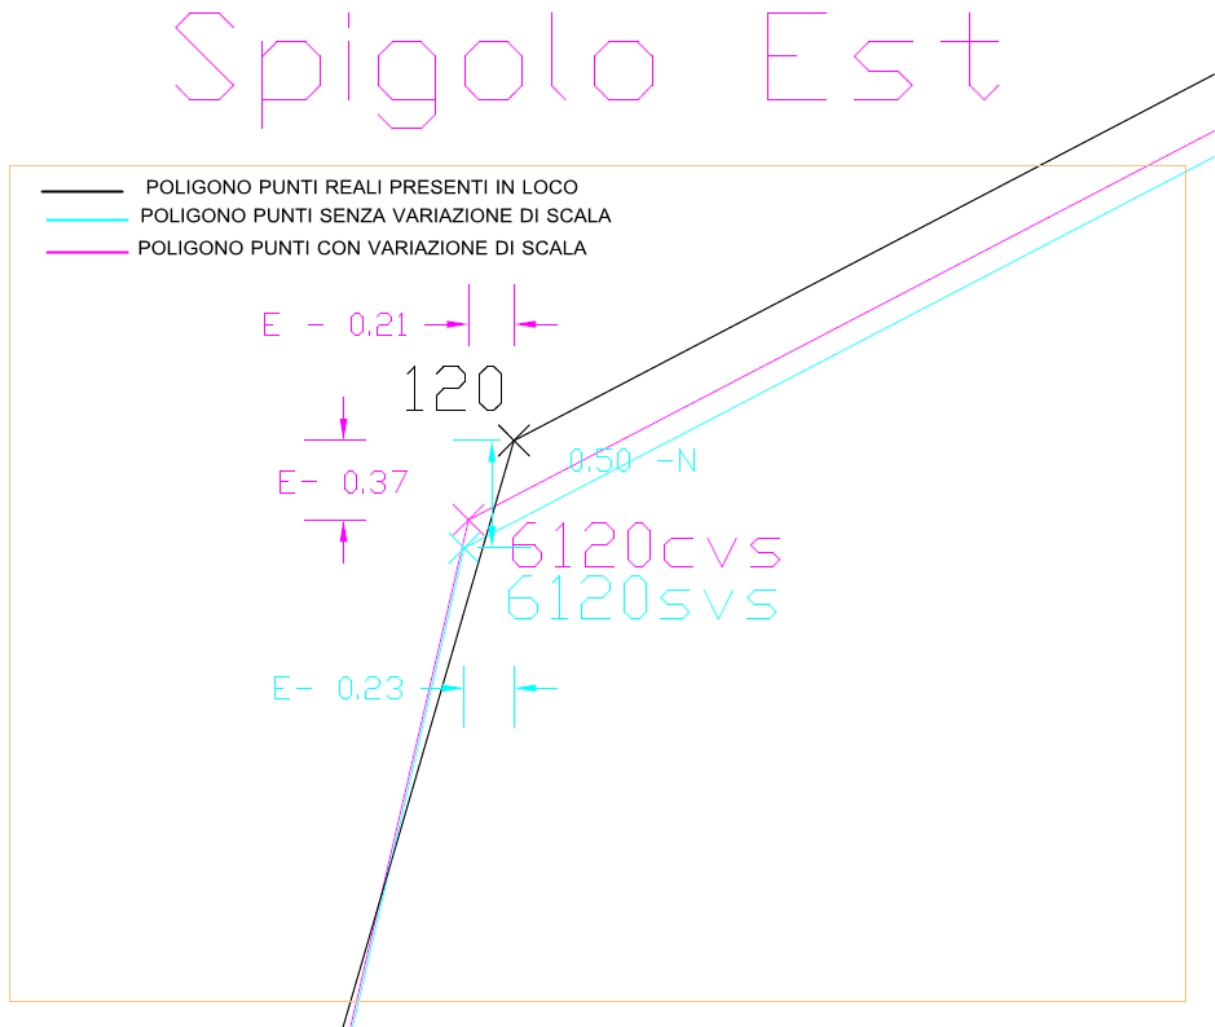 Spigolo Est
POLIGONO PUNTI REALI PRESENTI IN LOCO
POLIGONO PUNTI SENZA VARIAZIONE DI SCALA
POLIGONO PUNTI CON VARIAZIONE DI SCALA
E - 0.21
120
0.50 -N
E- 0.37
6120cvs
6120svs
E- 0.23